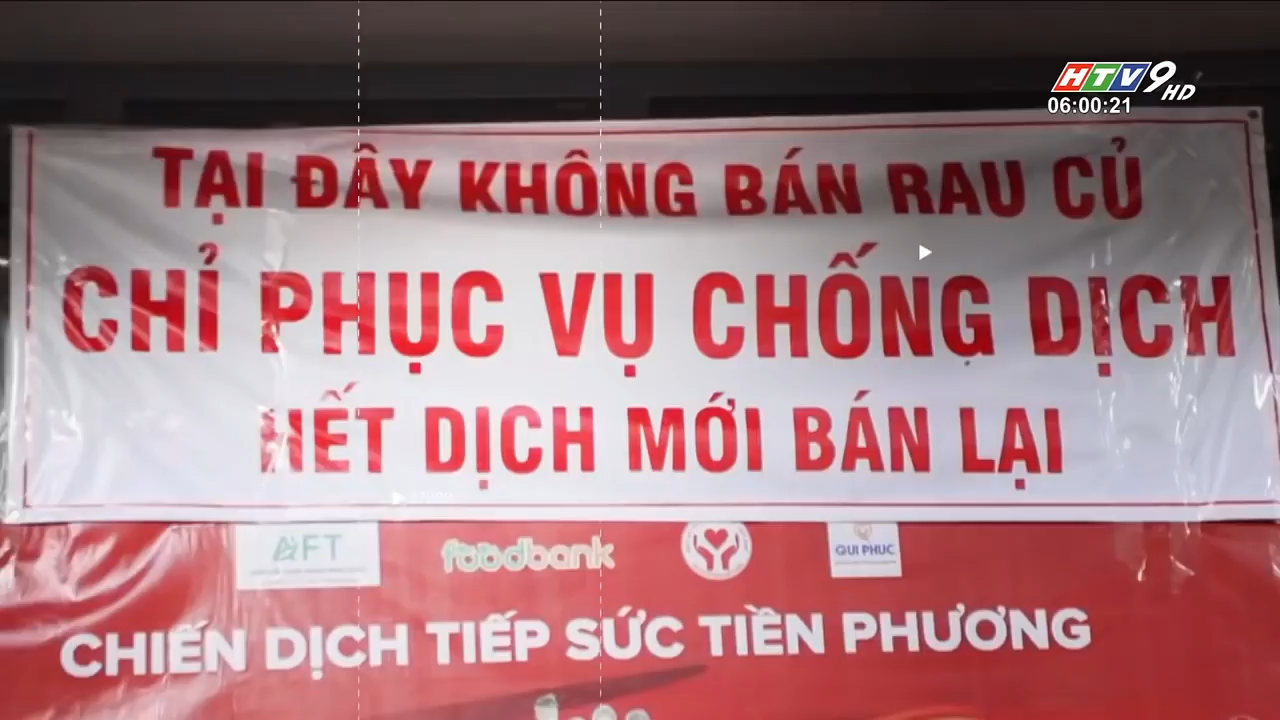 HTV9 HD
06:00:21
TẠI ĐÂY KHÔNG BÁN RAU CỦ
CHỈ PHỤC VỤ CHỐNG DỊCH
HẾT DỊCH MỚI BÁN LẠI
AFT
foodbank
QUI PHUC
CHIẾN DỊCH TIẾP SỨC TIỀN PHƯƠNG